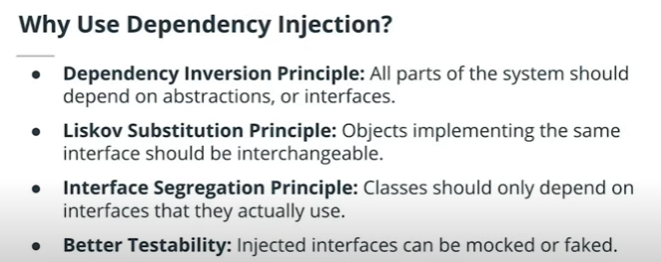 Why Use Dependency Injection?
● Dependency Inversion Principle: All parts of the system should
depend on abstractions, or interfaces.
● Liskov Substitution Principle: Objects implementing the same
interface should be interchangeable.
● Interface Segregation Principle: Classes should only depend on
interfaces that they actually use.
● Better Testability: Injected interfaces can be mocked or faked.